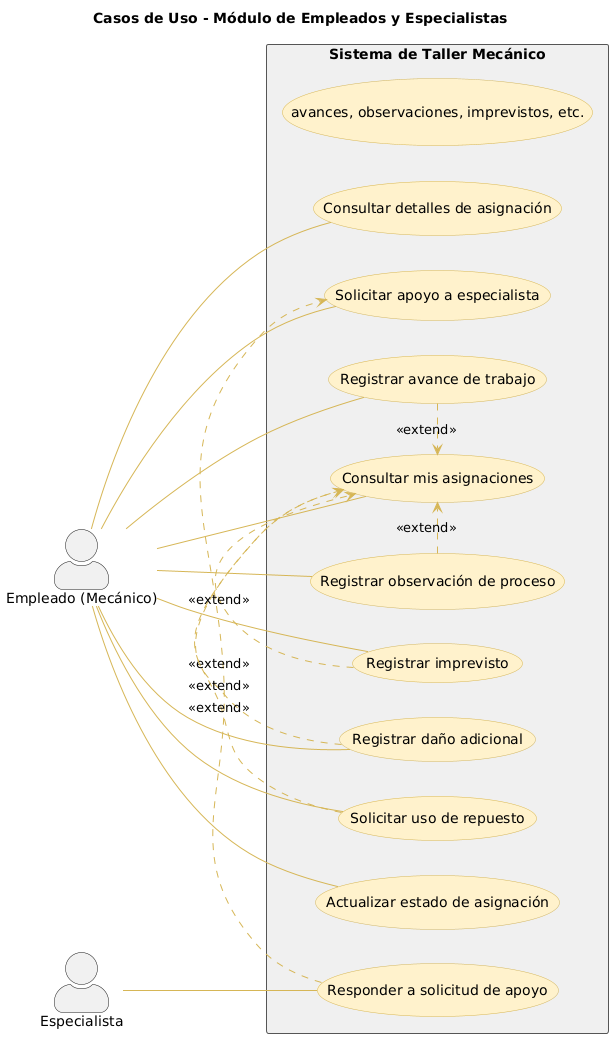 Casos de Uso - Módulo de Empleados y Especialistas
Sistema de Taller Mecánico
avances, observaciones, imprevistos, etc.
Consultar detalles de asignación
Solicitar apoyo a especialista
Registrar avance de trabajo
«extend»
Consultar mis asignaciones
«extend»
Registrar observación de proceso
Empleado (Mecánico)
«extend»
Registrar imprevisto
«extend»
«extend»
«extend»
Registrar daño adicional
Solicitar uso de repuesto
Actualizar estado de asignación
Responder a solicitud de apoyo
Especialista